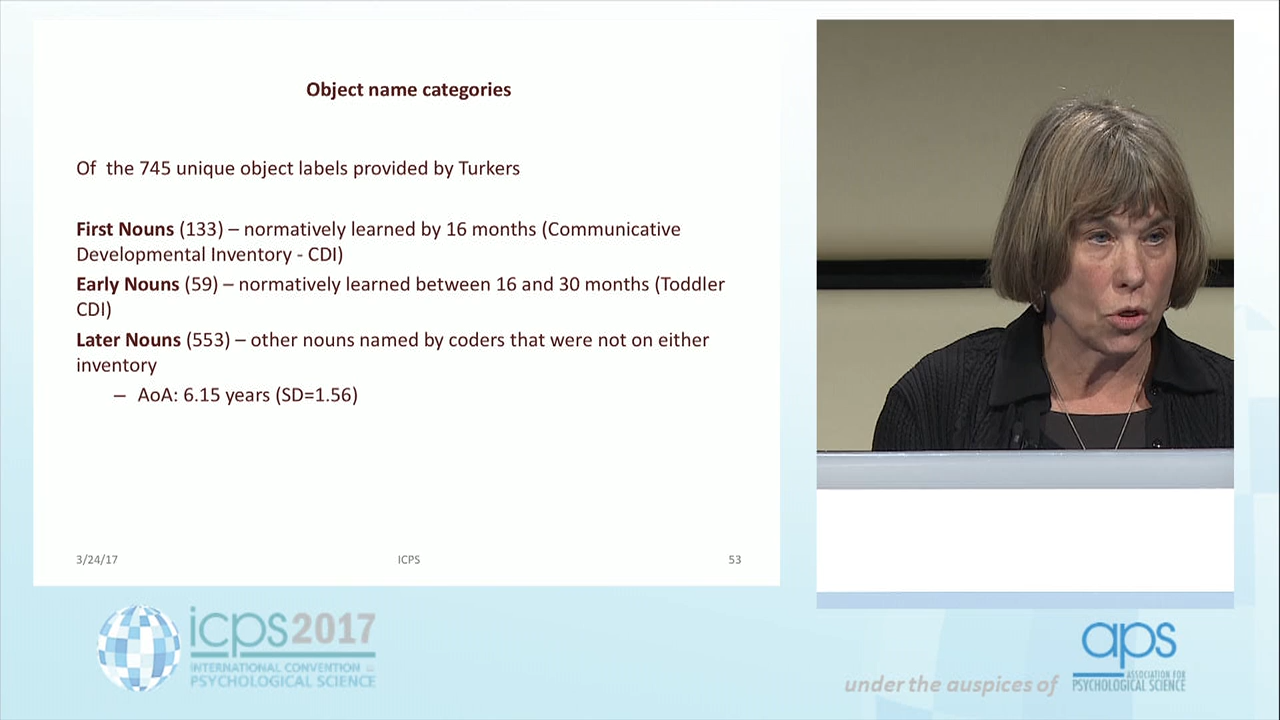 Object name categories
Of the 745 unique object labels provided by Turkers
First Nouns (133) – normatively learned by 16 months (Communicative
Developmental Inventory - CDI)
Early Nouns (59) – normatively learned between 16 and 30 months (Toddler
CDI)
Later Nouns (553) – other nouns named by coders that were not on either
inventory
– AoA: 6.15 years (SD=1.56)
3/24/17 ICPS 53
icps2017
INTERNATIONAL CONVENTION OF
PSYCHOLOGICAL SCIENCE
under the auspices of
aps
ASSOCIATION FOR
PSYCHOLOGICAL SCIENCE